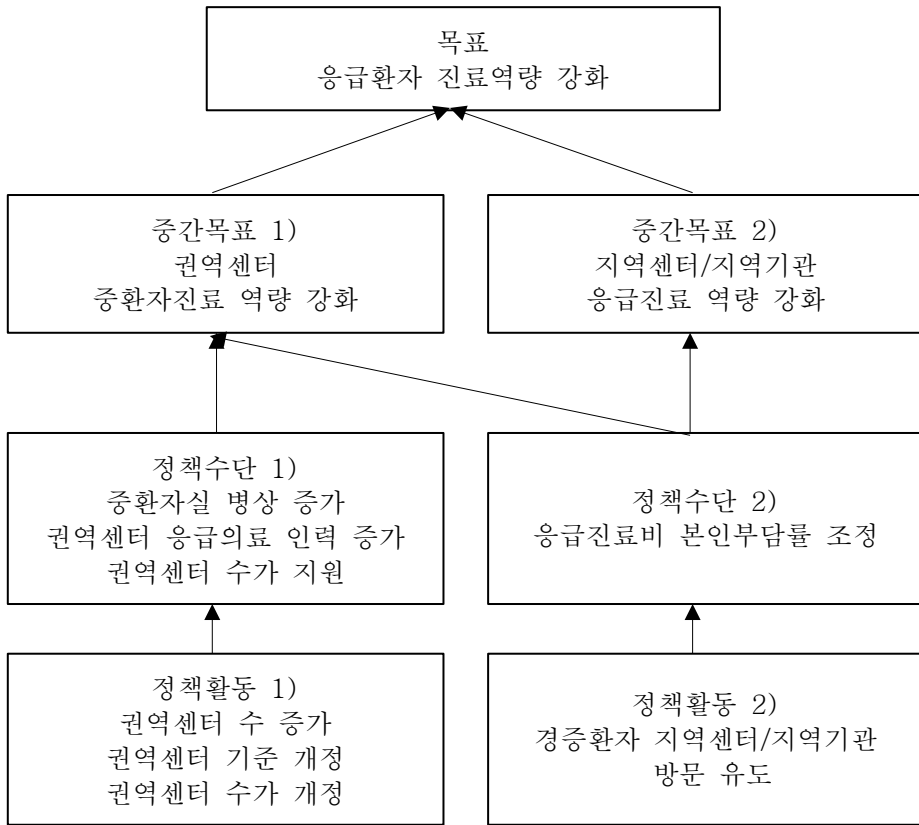 목표
응급환자 진료역량 강화
중간목표 1)
권역센터
중환자진료 역량 강화
중간목표 2)
지역센터/지역기관
응급진료 역량 강화
정책수단 1)
중환자실 병상 증가
권역센터 응급의료 인력 증가
권역센터 수가 지원
정책수단 2)
응급진료비 본인부담률 조정
정책활동 1)
권역센터 수 증가
권역센터 기준 개정
권역센터 수가 개정
정책활동 2)
경증환자 지역센터/지역기관
방문 유도